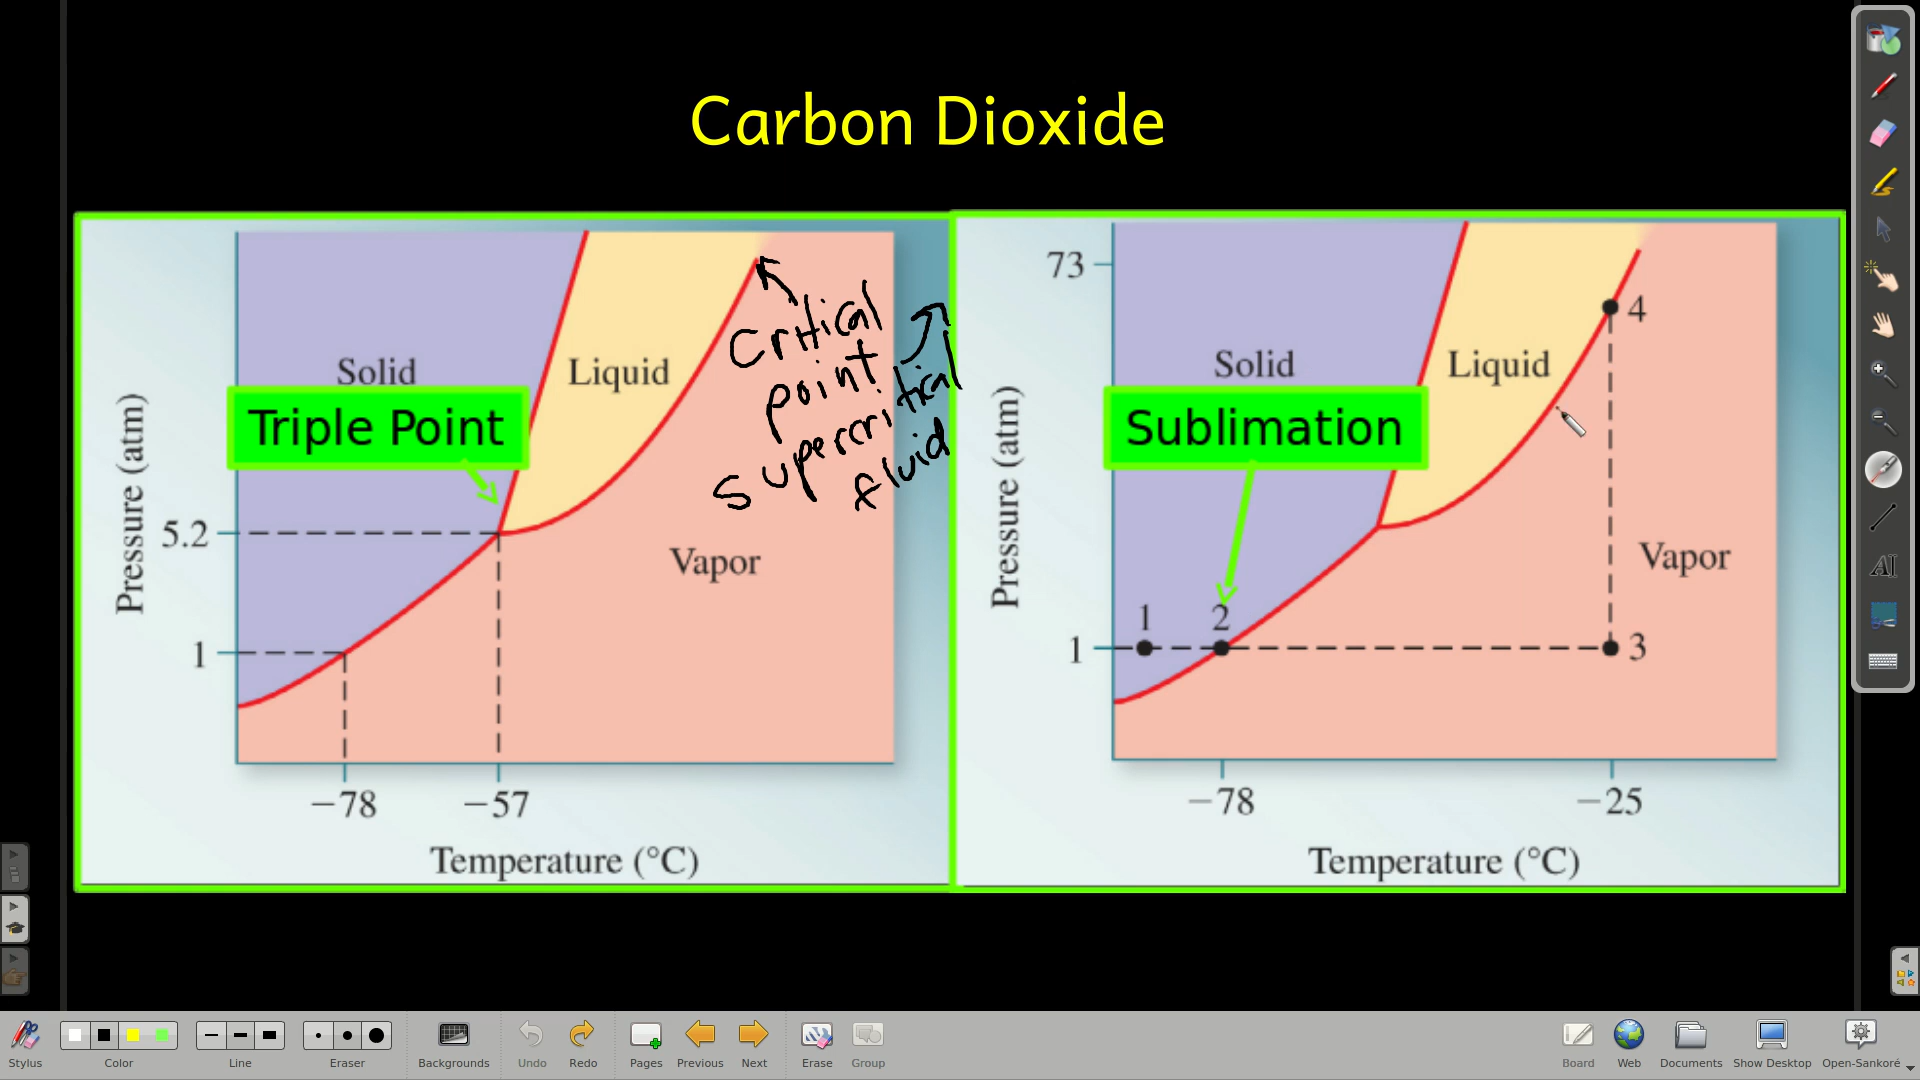 Carbon Dioxide
Solid
Liquid
Triple Point
Critical
point
supercritical
fluid
Vapor
5.2
1
Pressure (atm)
−78
−57
Temperature (°C)
73
4
Solid
Liquid
Sublimation
Vapor
1
2
1
3
Pressure (atm)
−78
−25
Temperature (°C)
AI
Stylus
Color
Line
Eraser
Backgrounds
Undo
Redo
Pages
Previous
Next
Erase
Group
Board
Web
Documents
Show Desktop
Open-Sankoré